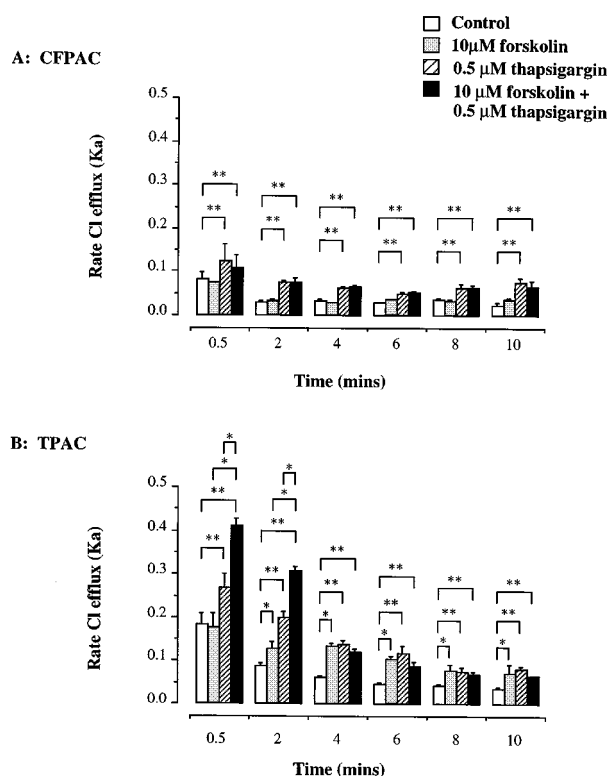 Control
10μM forskolin
0.5 μM thapsigargin
10 μM forskolin +
0.5 μM thapsigargin
A: CFPAC
Rate Cl efflux (Ka)
0.5
0.4
0.3
0.2
0.1
0.0
** ** ** ** ** **
** ** ** ** ** **
0.5 2 4 6 8 10
Time (mins)
B: TPAC
Rate Cl efflux (Ka)
0.5
0.4
0.3
0.2
0.1
0.0
*
* *
** *
** ** ** ** ** **
** ** ** ** **
* * * * *
0.5 2 4 6 8 10
Time (mins)